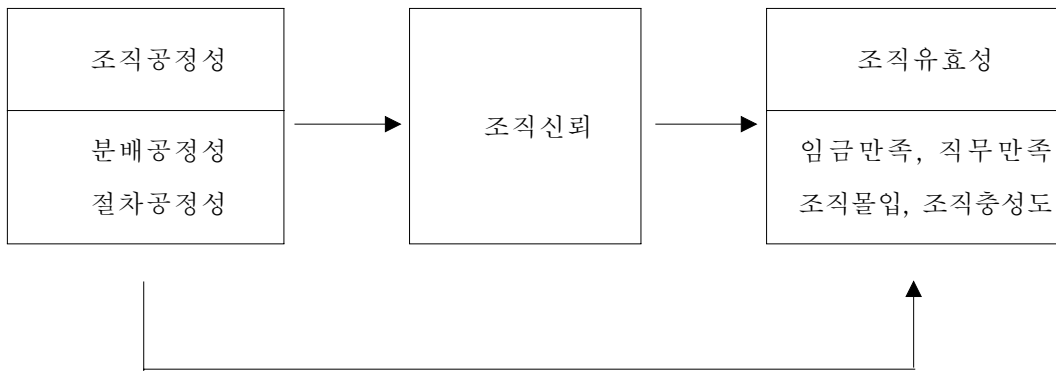 조직공정성
분배공정성
절차공정성
조직신뢰
조직유효성
임금만족, 직무만족
조직몰입, 조직충성도